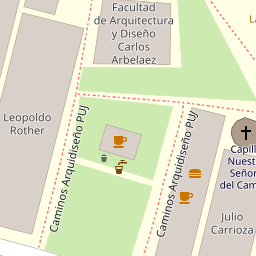 Facultad
de Arquitectura
y Diseño
Carlos
Arbelaez
La
Leopoldo
Rother
Caminos Arquidiseño PUJ
Caminos Arquidiseño PUJ
Capill
Nuest
Señor
del Cam
Julio
Carrioza